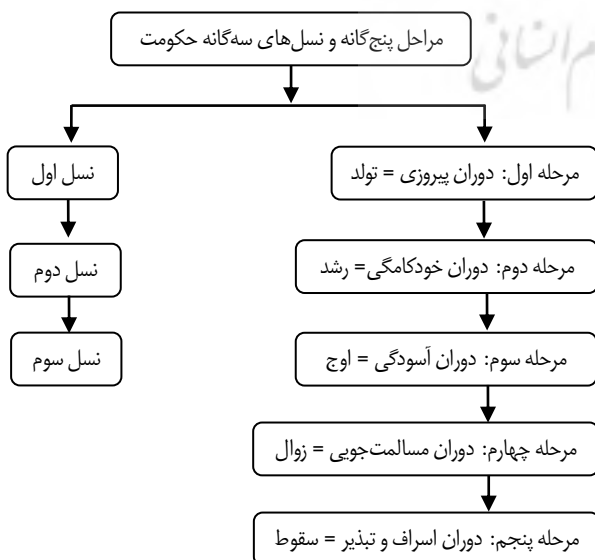 مراحل پنج‌گانه و نسل‌های سه‌گانه حکومت
مرحله اول: دوران پیروزی = تولد
نسل اول
مرحله دوم: دوران خودکامگی= رشد
نسل دوم
مرحله سوم: دوران آسودگی = اوج
نسل سوم
مرحله چهارم: دوران مسالمت‌جویی = زوال
مرحله پنجم: دوران اسراف و تبذیر = سقوط